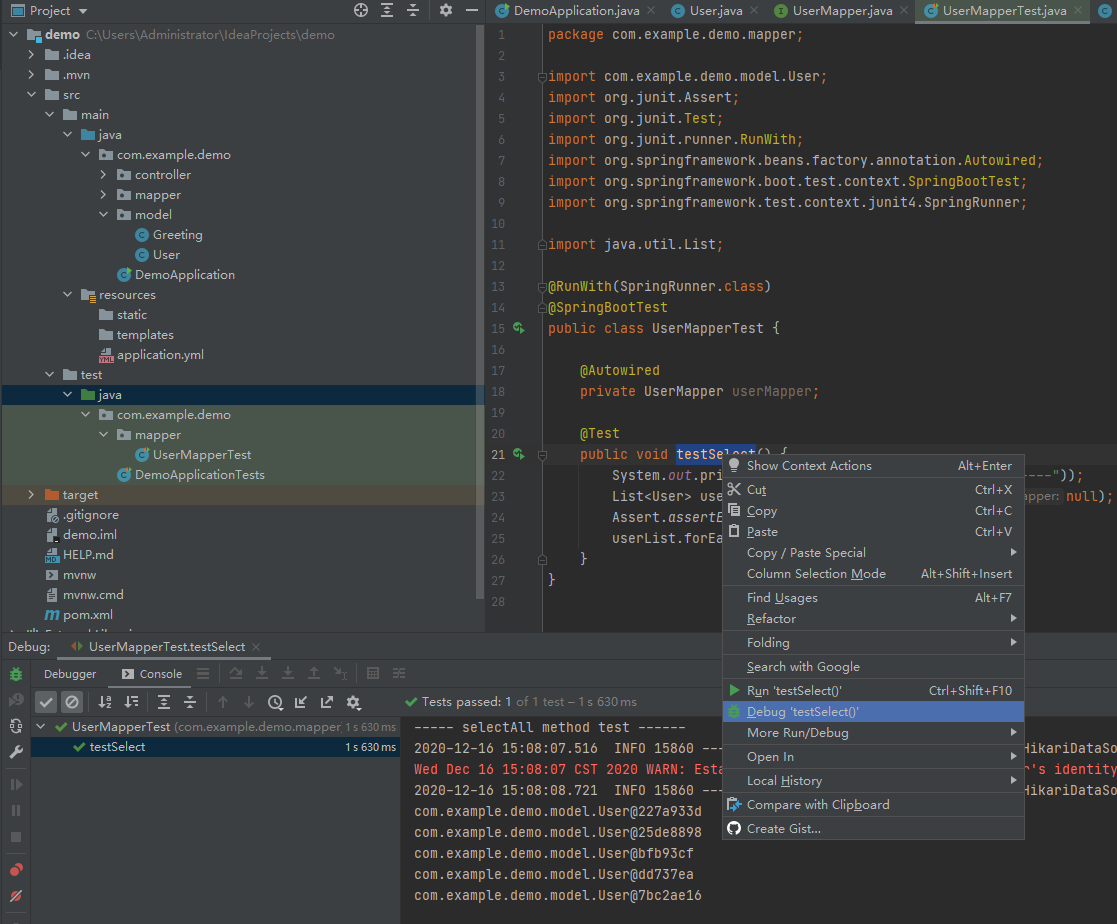 Project
demo C:\Users\Administrator\IdeaProjects\demo
.idea
.mvn
src
main
java
com.example.demo
controller
mapper
model
Greeting
User
DemoApplication
resources
static
templates
application.yml
test
java
com.example.demo
mapper
UserMapperTest
DemoApplicationTests
target
.gitignore
demo.iml
HELP.md
mvnw
mvnw.cmd
pom.xml
DemoApplication.java User.java UserMapper.java UserMapperTest.java
1 package com.example.demo.mapper;
2
3 import com.example.demo.model.User;
4 import org.junit.Assert;
5 import org.junit.Test;
6 import org.junit.runner.RunWith;
7 import org.springframework.beans.factory.annotation.Autowired;
8 import org.springframework.boot.test.context.SpringBootTest;
9 import org.springframework.test.context.junit4.SpringRunner;
10
11 import java.util.List;
12
13 @RunWith(SpringRunner.class)
14 @SpringBootTest
15 public class UserMapperTest {
16
17 @Autowired
18 private UserMapper userMapper;
19
20 @Test
21 public void testSelect() {
22 System.out.pri ----"));
23 List<User> use apper: null);
24 Assert.assertE
25 userList.forEa
26 }
27 }
28
Show Context Actions Alt+Enter
Cut Ctrl+X
Copy Ctrl+C
Paste Ctrl+V
Copy / Paste Special
Column Selection Mode Alt+Shift+Insert
Find Usages Alt+F7
Refactor
Folding
Search with Google
Run 'testSelect()' Ctrl+Shift+F10
Debug 'testSelect()'
More Run/Debug
Open In
Local History
Compare with Clipboard
Create Gist...
Debug: UserMapperTest.testSelect
Debugger Console
Tests passed: 1 of 1 test – 1 s 630 ms
UserMapperTest (com.example.demo.mapper 1 s 630 ms
testSelect 1 s 630 ms
----- selectAll method test ------
2020-12-16 15:08:07.516 INFO 15860 --- HikariDataSo
Wed Dec 16 15:08:07 CST 2020 WARN: Esta r's identity
2020-12-16 15:08:08.721 INFO 15860 --- HikariDataSo
com.example.demo.model.User@227a933d
com.example.demo.model.User@25de8898
com.example.demo.model.User@bfb93cf
com.example.demo.model.User@dd737ea
com.example.demo.model.User@7bc2ae16